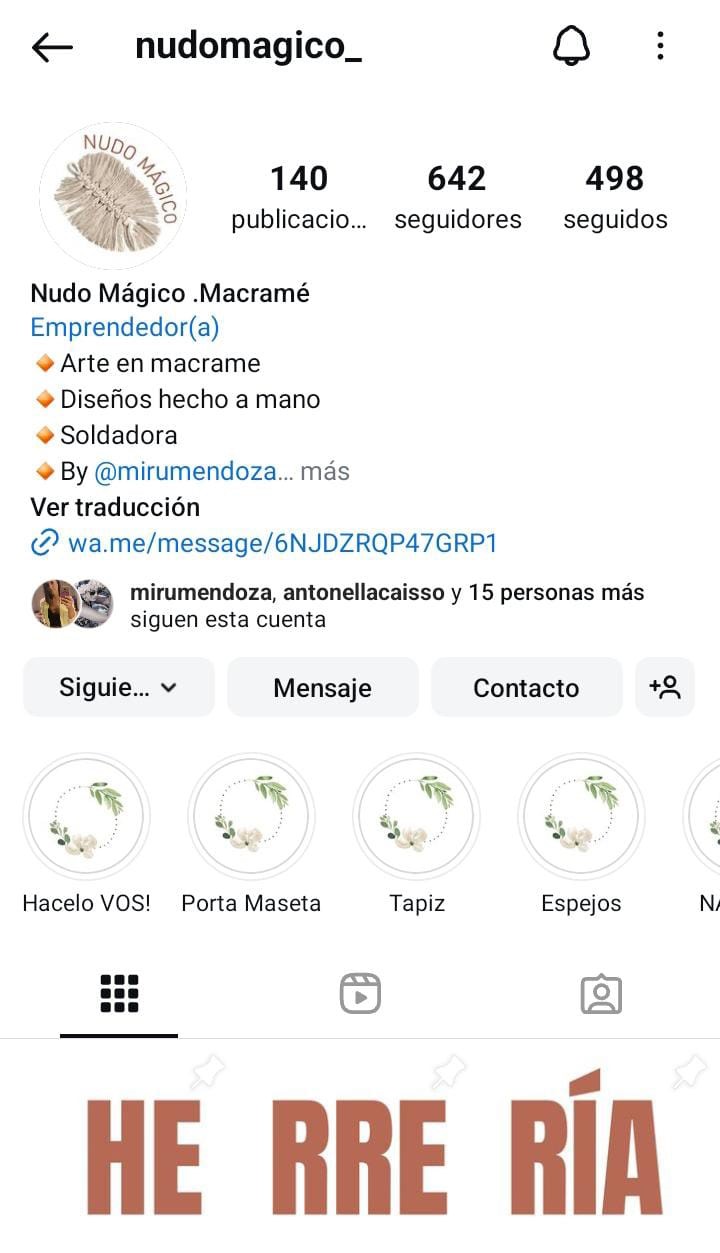 nudomagico_
NUDO MÁGICO
140
publicacio...
642
seguidores
498
seguidos
Nudo Mágico .Macramé
Emprendedor(a)
🔸Arte en macrame
🔸Diseños hecho a mano
🔸Soldadora
🔸By @mirumendoza... más
Ver traducción
wa.me/message/6NJDZRQP47GRP1
mirumendoza, antonellacaisso y 15 personas más
siguen esta cuenta
Siguie...
Mensaje
Contacto
Hacelo VOS!
Porta Maseta
Tapiz
Espejos
HE RRE RÍA